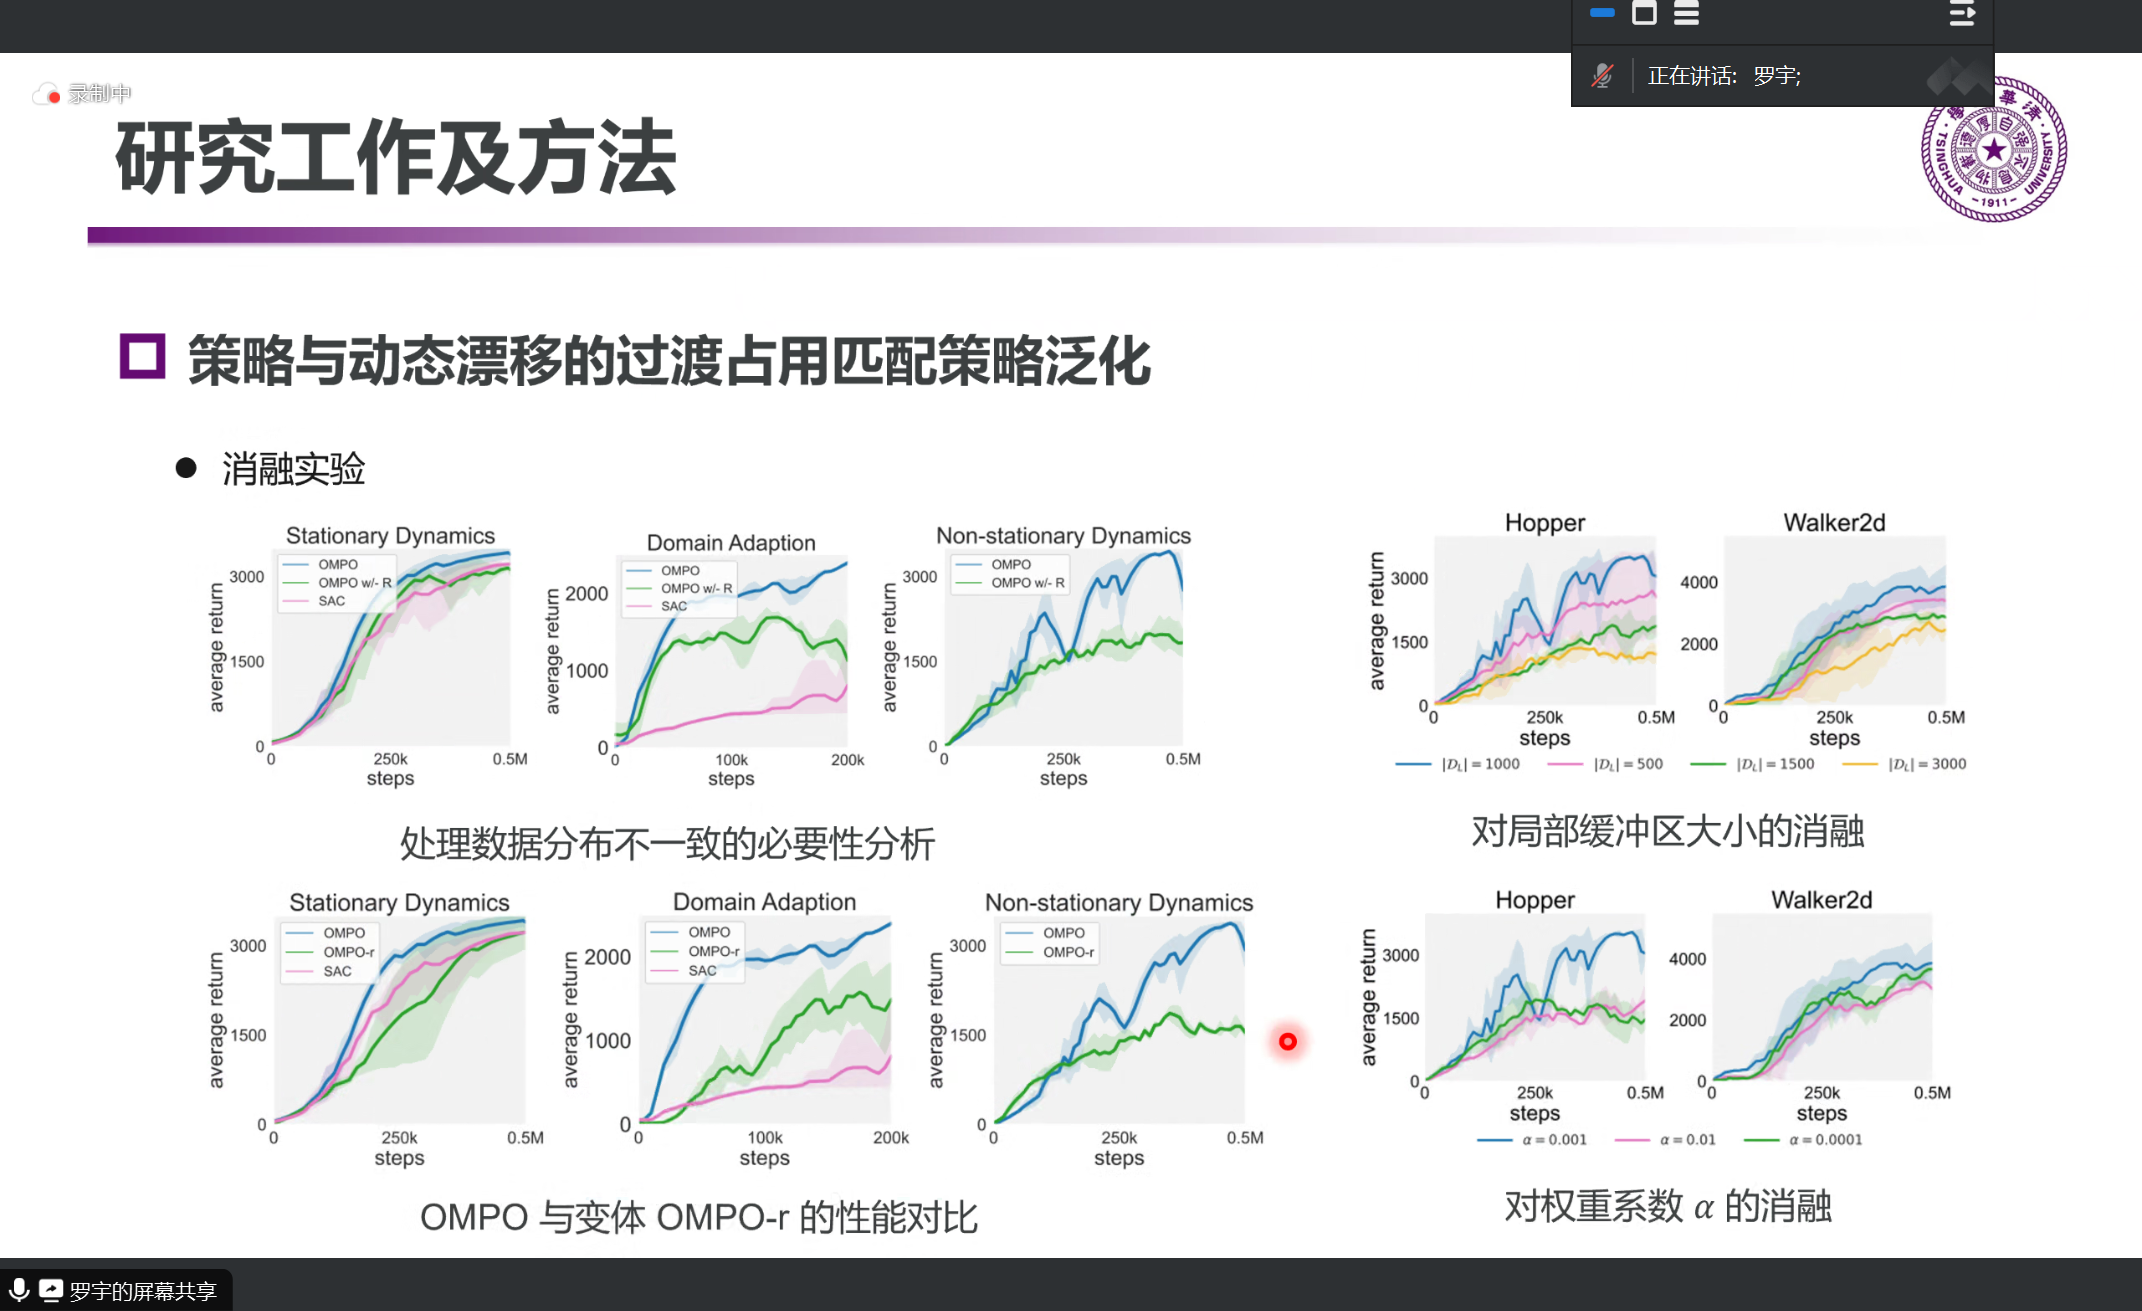 正在讲话: 罗宇;
录制中
研究工作及方法
TSINGHUA UNIVERSITY
-1911-
策略与动态漂移的过渡占用匹配策略泛化
消融实验
Stationary Dynamics
OMPO
OMPO w/- R
SAC
average return
3000
1500
0
0 250k 0.5M
steps
Domain Adaption
OMPO
OMPO w/- R
SAC
average return
2000
1000
0
0 100k 200k
steps
Non-stationary Dynamics
OMPO
OMPO w/- R
average return
3000
1500
0
0 250k 0.5M
steps
处理数据分布不一致的必要性分析
Hopper
average return
3000
1500
0
0 250k 0.5M
steps
Walker2d
4000
2000
0
0 250k 0.5M
steps
|D_L| = 1000 |D_L| = 500 |D_L| = 1500 |D_L| = 3000
对局部缓冲区大小的消融
Stationary Dynamics
OMPO
OMPO-r
SAC
average return
3000
1500
0
0 250k 0.5M
steps
Domain Adaption
OMPO
OMPO-r
SAC
average return
2000
1000
0
0 100k 200k
steps
Non-stationary Dynamics
OMPO
OMPO-r
average return
3000
1500
0
0 250k 0.5M
steps
OMPO 与变体 OMPO-r 的性能对比
Hopper
average return
3000
1500
0
0 250k 0.5M
steps
Walker2d
4000
2000
0
0 250k 0.5M
steps
α = 0.001 α = 0.01 α = 0.0001
对权重系数 α 的消融
罗宇的屏幕共享